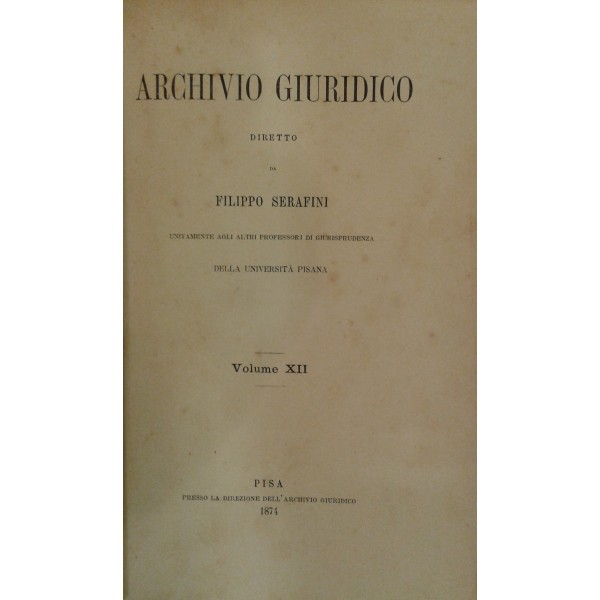 ARCHIVIO GIURIDICO
DIRETTO
DA
FILIPPO SERAFINI
UNITAMENTE AGLI ALTRI PROFESSORI DI GIURISPRUDENZA
DELLA UNIVERSITÀ PISANA
Volume XII
PISA
PRESSO LA DIREZIONE DELL'ARCHIVIO GIURIDICO
1874